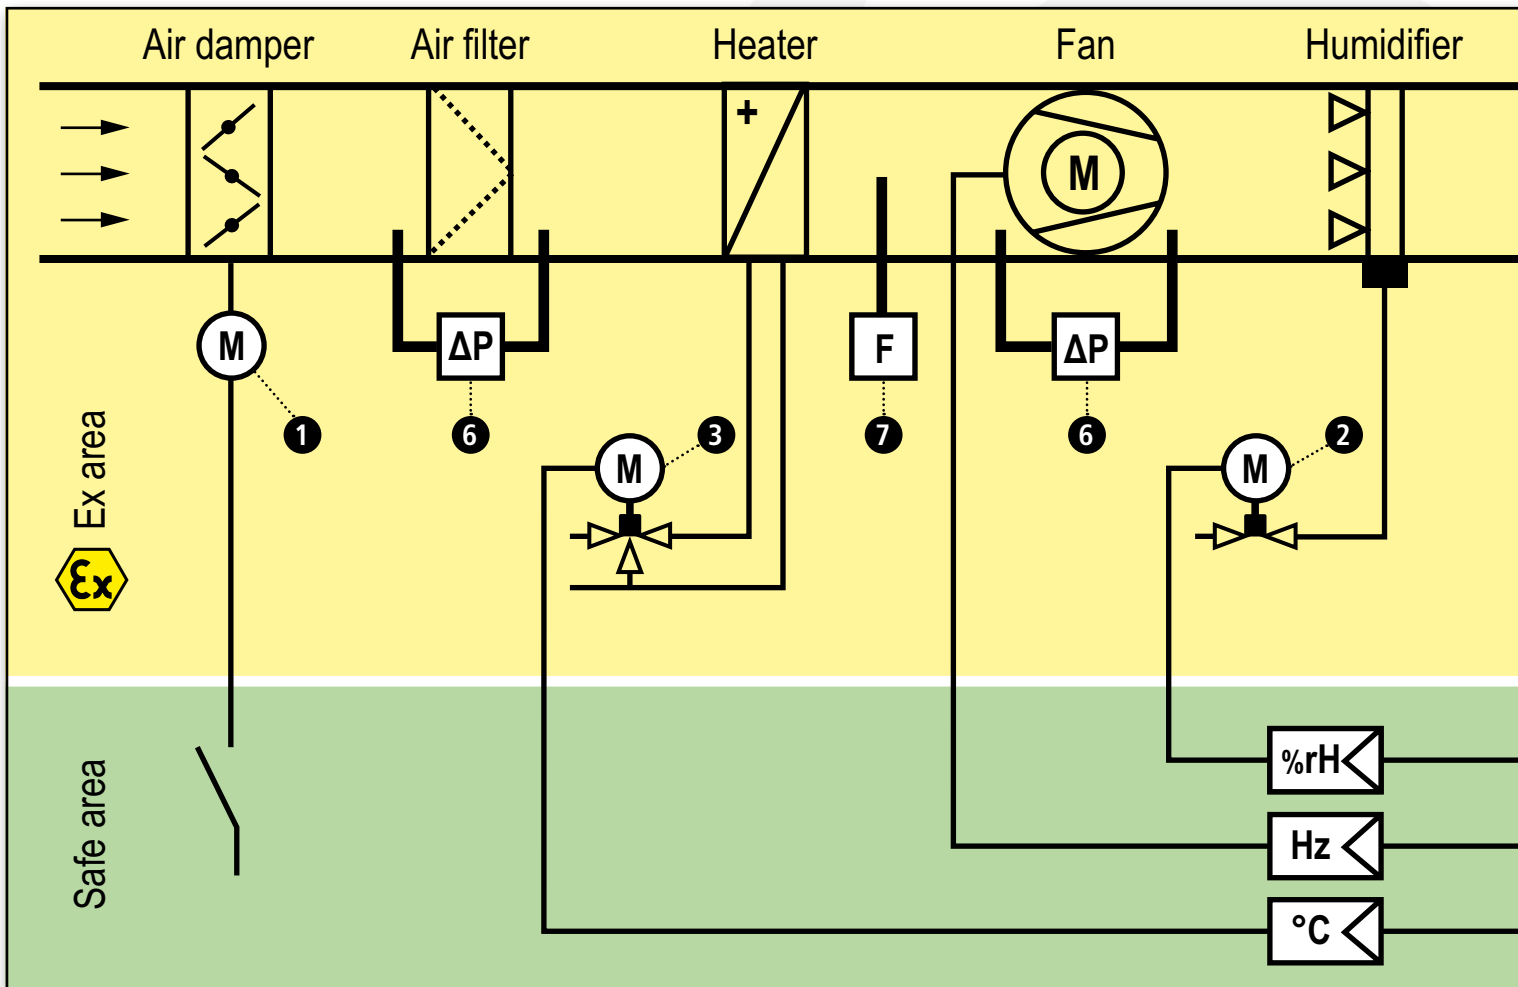 Air damper
Air filter
Heater
Fan
Humidifier
+
M
M
ΔP
F
ΔP
1
6
3
7
6
2
M
M
Ex area
Ex
Safe area
%rH
Hz
°C